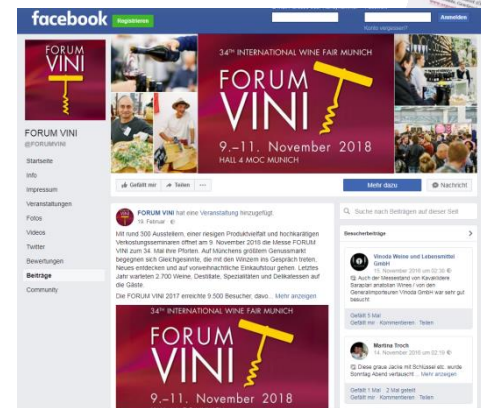 facebook
Registrieren
Anmelden
Konto vergessen?
FORUM
VINI
34TH INTERNATIONAL WINE FAIR MUNICH
FORUM
VINI
9.–11. November 2018
HALL 4 MOC MUNICH
FORUM VINI
@FORUMVINI
Startseite
Info
Impressum
Veranstaltungen
Fotos
Videos
Twitter
Bewertungen
Beiträge
Community
Gefällt mir
Teilen
Mehr dazu
Nachricht
FORUM VINI hat eine Veranstaltung hinzugefügt
19. Februar
Mit rund 300 Ausstellern, einer riesigen Produktvielfalt und hochkarätigen
Verkostungsseminaren öffnet am 9. November 2018 die Messe FORUM
VINI zum 34. Mal ihre Pforten. Auf Münchens größtem Genussmarkt
begegnen sich Gleichgesinnte, die mit den Winzern ins Gespräch treten,
Neues entdecken und auf vorweihnachtliche Einkaufstour gehen. Letztes
Jahr warteten 2.700 Weine, Destillate, Spezialitäten und Delikatessen auf
die Gäste.
Die FORUM VINI 2017 erreichte 9.500 Besucher, davo... Mehr anzeigen
34TH INTERNATIONAL WINE FAIR MUNICH
FORUM
VINI
9.–11. November 2018
Suche nach Beiträgen auf dieser Seit
Besucherbeiträge
Vinoda Weine und Lebensmittel
GmbH
15. November 2016 um 02:36
Auch der Messestand von Kavaklidere
anatolien Wines / von den
Generalimporteuren Vinoda GmbH war sehr gut
besucht
Gefällt 5 Mal
Gefällt mir · Kommentieren · Teilen
Martina Troch
14. November 2016 um 02:19
Diese graue Jacke mit Schlüssel etc. wurde
Sonntag Abend vertauscht ... Mehr anzeigen
Gefällt 1 Mal 2 Mal geteilt
Gefällt mir · Kommentieren · Teilen